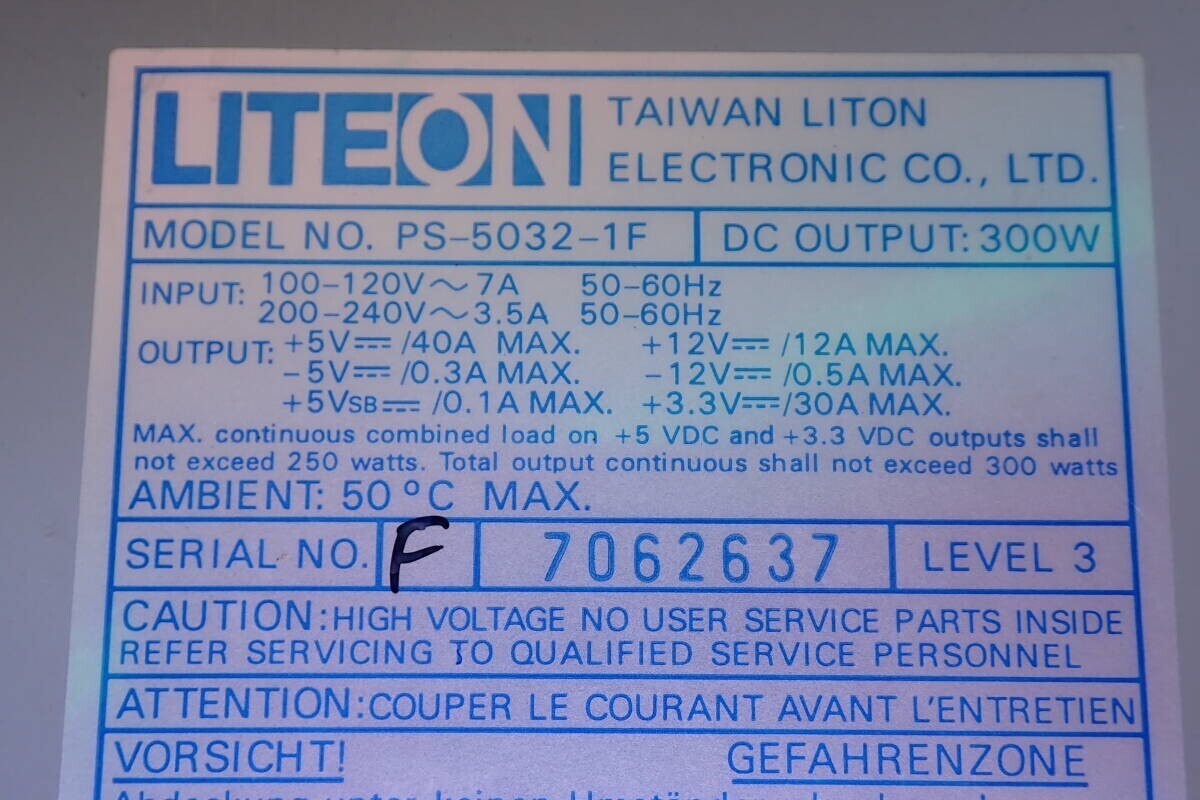 LITEON TAIWAN LITON
ELECTRONIC CO., LTD.
MODEL NO. PS-5032-1F DC OUTPUT: 300W
INPUT: 100-120V~ 7A 50-60Hz
200-240V~ 3.5A 50-60Hz
OUTPUT: +5V⎓ /40A MAX. +12V⎓ /12A MAX.
-5V⎓ /0.3A MAX. -12V⎓ /0.5A MAX.
+5VSB⎓ /0.1A MAX. +3.3V⎓/30A MAX.
MAX. continuous combined load on +5 VDC and +3.3 VDC outputs shall
not exceed 250 watts. Total output continuous shall not exceed 300 watts
AMBIENT: 50°C MAX.
SERIAL NO. F 7062637 LEVEL 3
CAUTION: HIGH VOLTAGE NO USER SERVICE PARTS INSIDE
REFER SERVICING TO QUALIFIED SERVICE PERSONNEL
ATTENTION: COUPER LE COURANT AVANT L'ENTRETIEN
VORSICHT! GEFAHRENZONE
Abdeckung unter keinen Umständen